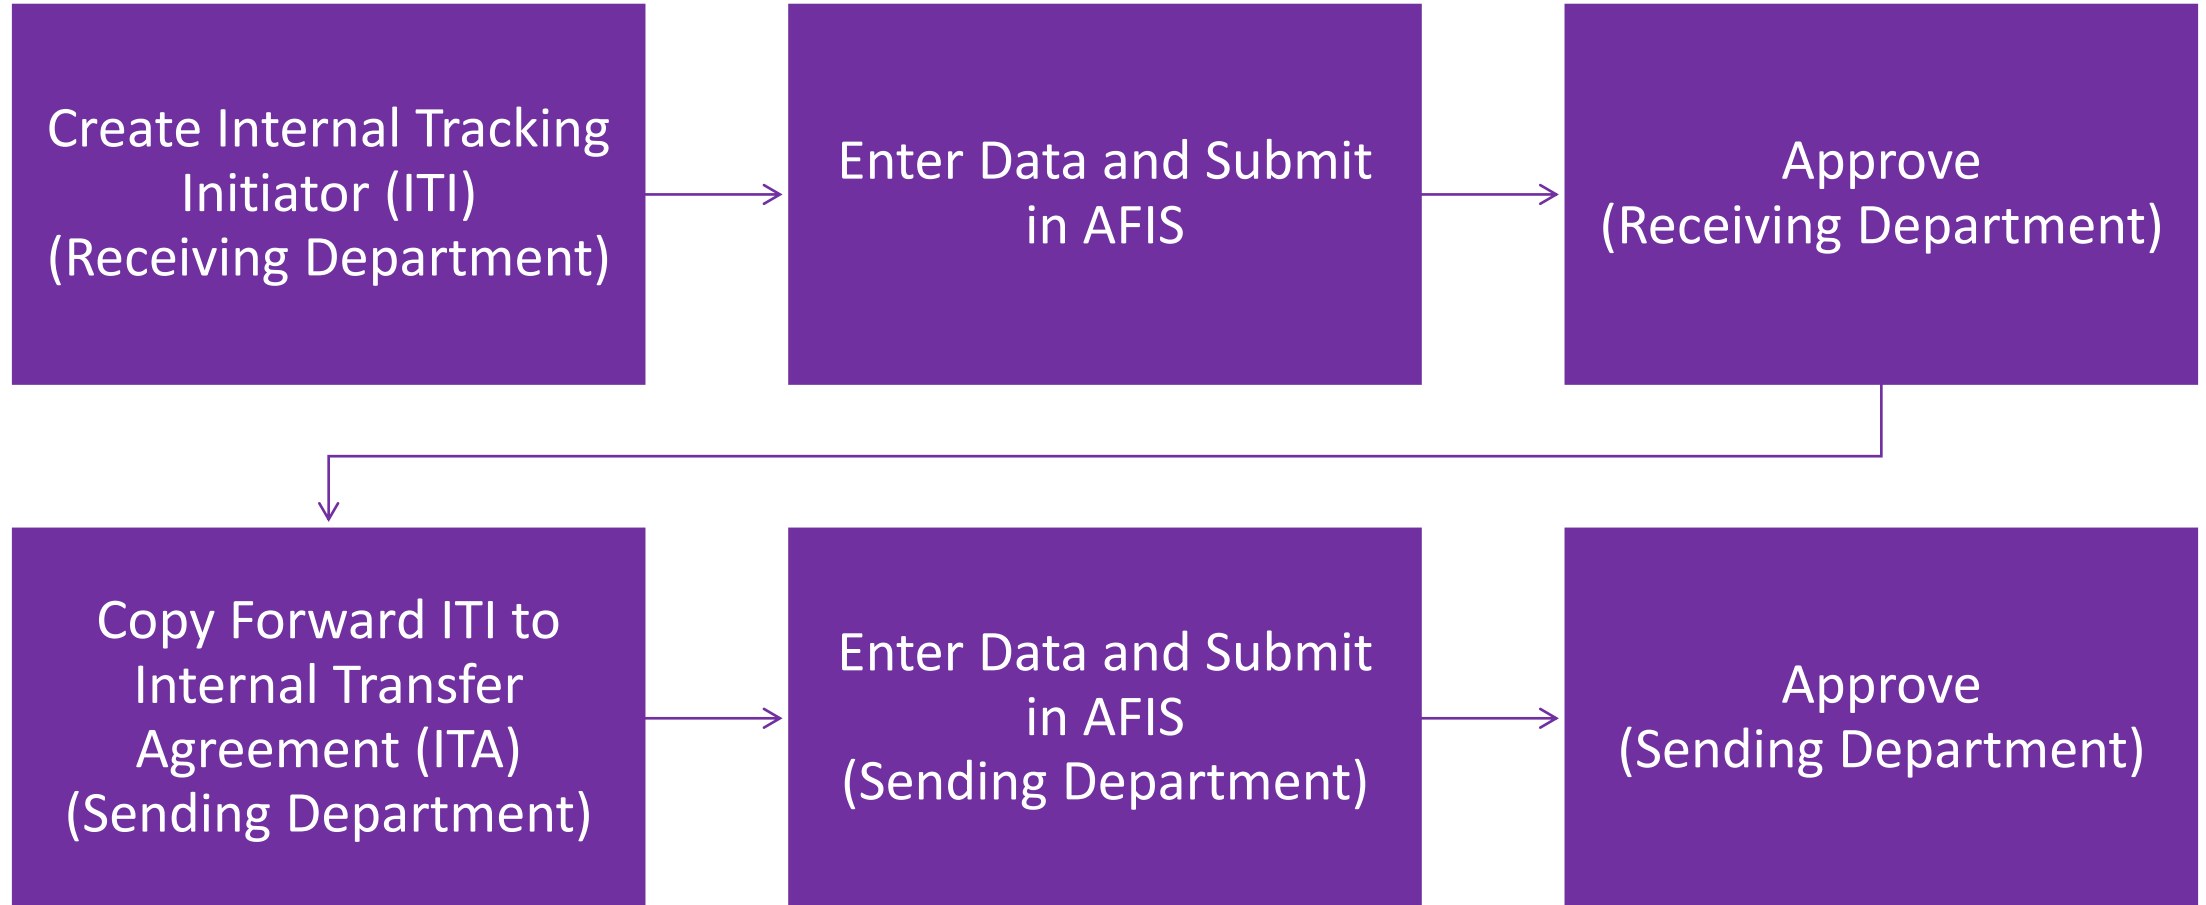 Create Internal Tracking
Initiator (ITI)
(Receiving Department)
Enter Data and Submit
in AFIS
Approve
(Receiving Department)
Copy Forward ITI to
Internal Transfer
Agreement (ITA)
(Sending Department)
Enter Data and Submit
in AFIS
(Sending Department)
Approve
(Sending Department)